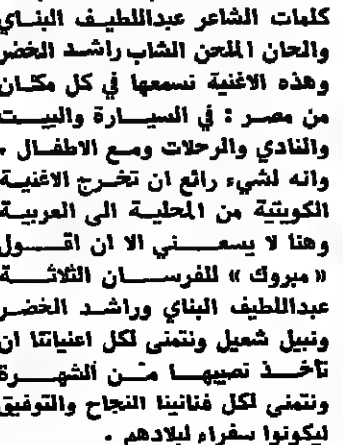 كلمات الشاعر عبداللطيف البناي
والحان الملحن الشاب راشد الخضر
وهذه الاغنية نسمعها في كل مكان
من مصر : في السيارة والبيت
والنادي والرحلات ومع الاطفال .
وانه لشيء رائع ان تخرج الاغنية
الكويتية من المحلية الى العربية
وهنا لا يسعني الا ان اقول
« مبروك » للفرسان الثلاثة
عبداللطيف البناي وراشد الخضر
ونبيل شعيل ونتمنى لكل اغنياتنا ان
تأخذ نصيبها من الشهرة
ونتمنى لكل فنانينا النجاح والتوفيق
ليكونوا سفراء لبلادهم .